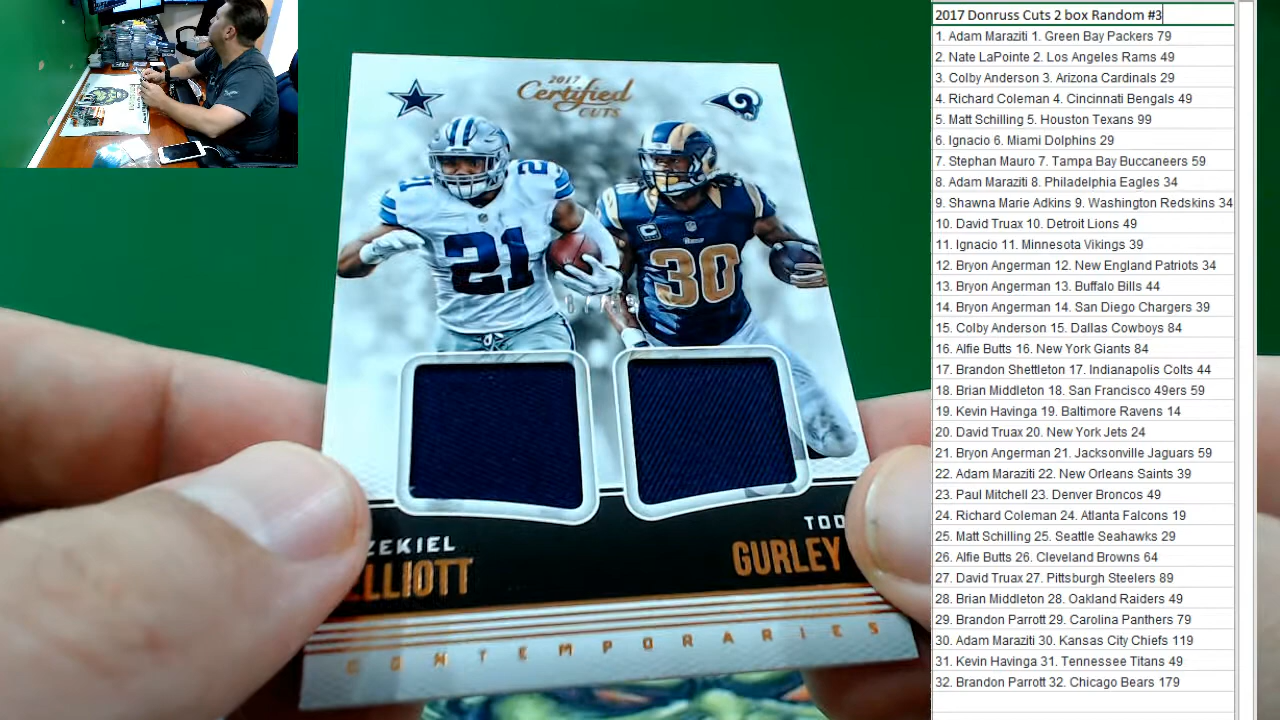 2017
Certified
CUTS
21
21
2
30
30
C
ZEKIEL
ELLIOTT
TOD
GURLEY
CONTEMPORARIES
2017 Donruss Cuts 2 box Random #3
1. Adam Maraziti 1. Green Bay Packers 79
2. Nate LaPointe 2. Los Angeles Rams 49
3. Colby Anderson 3. Arizona Cardinals 29
4. Richard Coleman 4. Cincinnati Bengals 49
5. Matt Schilling 5. Houston Texans 99
6. Ignacio 6. Miami Dolphins 29
7. Stephan Mauro 7. Tampa Bay Buccaneers 59
8. Adam Maraziti 8. Philadelphia Eagles 34
9. Shawna Marie Adkins 9. Washington Redskins 34
10. David Truax 10. Detroit Lions 49
11. Ignacio 11. Minnesota Vikings 39
12. Bryon Angerman 12. New England Patriots 34
13. Bryon Angerman 13. Buffalo Bills 44
14. Bryon Angerman 14. San Diego Chargers 39
15. Colby Anderson 15. Dallas Cowboys 84
16. Alfie Butts 16. New York Giants 84
17. Brandon Shettleton 17. Indianapolis Colts 44
18. Brian Middleton 18. San Francisco 49ers 59
19. Kevin Havinga 19. Baltimore Ravens 14
20. David Truax 20. New York Jets 24
21. Bryon Angerman 21. Jacksonville Jaguars 59
22. Adam Maraziti 22. New Orleans Saints 39
23. Paul Mitchell 23. Denver Broncos 49
24. Richard Coleman 24. Atlanta Falcons 19
25. Matt Schilling 25. Seattle Seahawks 29
26. Alfie Butts 26. Cleveland Browns 64
27. David Truax 27. Pittsburgh Steelers 89
28. Brian Middleton 28. Oakland Raiders 49
29. Brandon Parrott 29. Carolina Panthers 79
30. Adam Maraziti 30. Kansas City Chiefs 119
31. Kevin Havinga 31. Tennessee Titans 49
32. Brandon Parrott 32. Chicago Bears 179